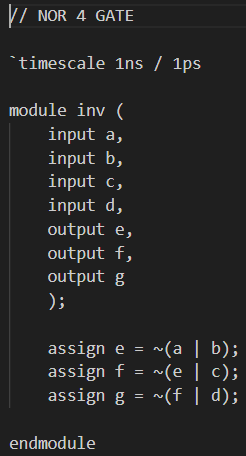 // NOR 4 GATE
`timescale 1ns / 1ps
module inv (
input a,
input b,
input c,
input d,
output e,
output f,
output g
);
assign e = ~(a | b);
assign f = ~(e | c);
assign g = ~(f | d);
endmodule